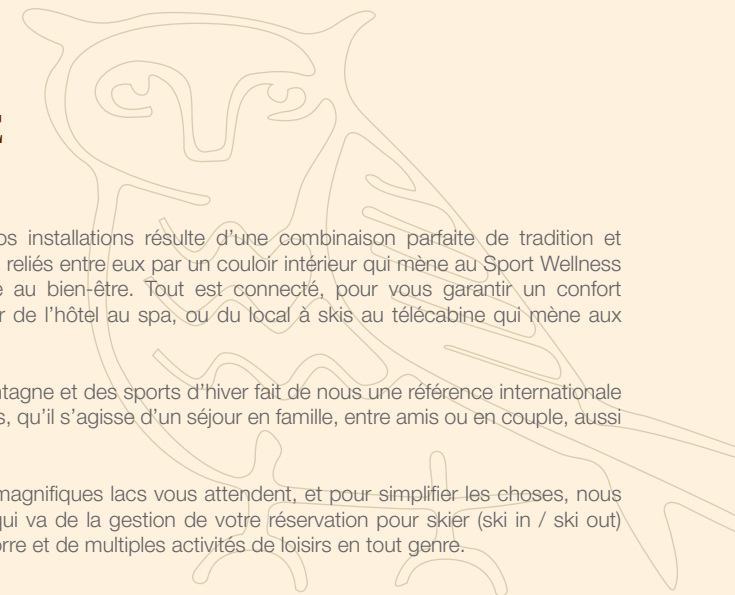 os installations résulte d’une combinaison parfaite de tradition et
reliés entre eux par un couloir intérieur qui mène au Sport Wellness
au bien-être. Tout est connecté, pour vous garantir un confort
de l’hôtel au spa, ou du local à skis au télécabine qui mène aux
tagne et des sports d’hiver fait de nous une référence internationale
s, qu’il s’agisse d’un séjour en famille, entre amis ou en couple, aussi
magnifiques lacs vous attendent, et pour simplifier les choses, nous
qui va de la gestion de votre réservation pour skier (ski in / ski out)
rre et de multiples activités de loisirs en tout genre.